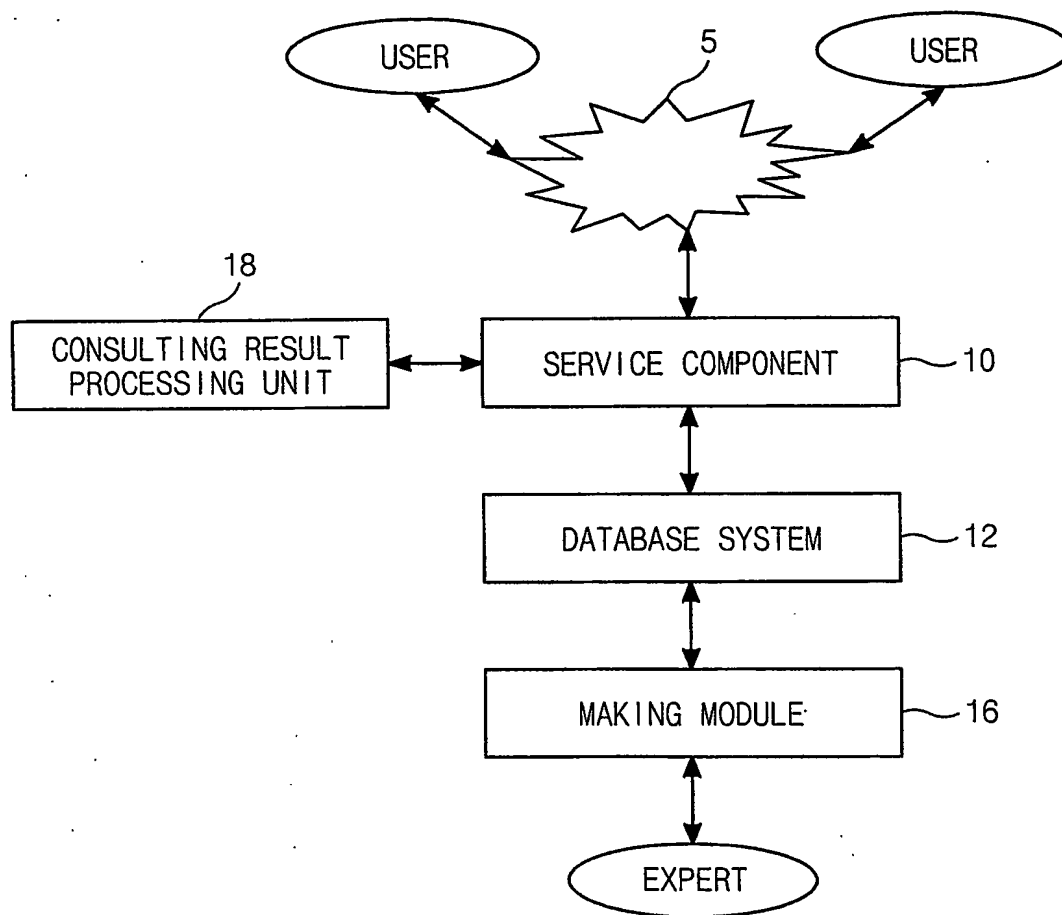 USER
5
USER
18
CONSULTING RESULT
PROCESSING UNIT
SERVICE COMPONENT
10
DATABASE SYSTEM
12
MAKING MODULE
16
EXPERT